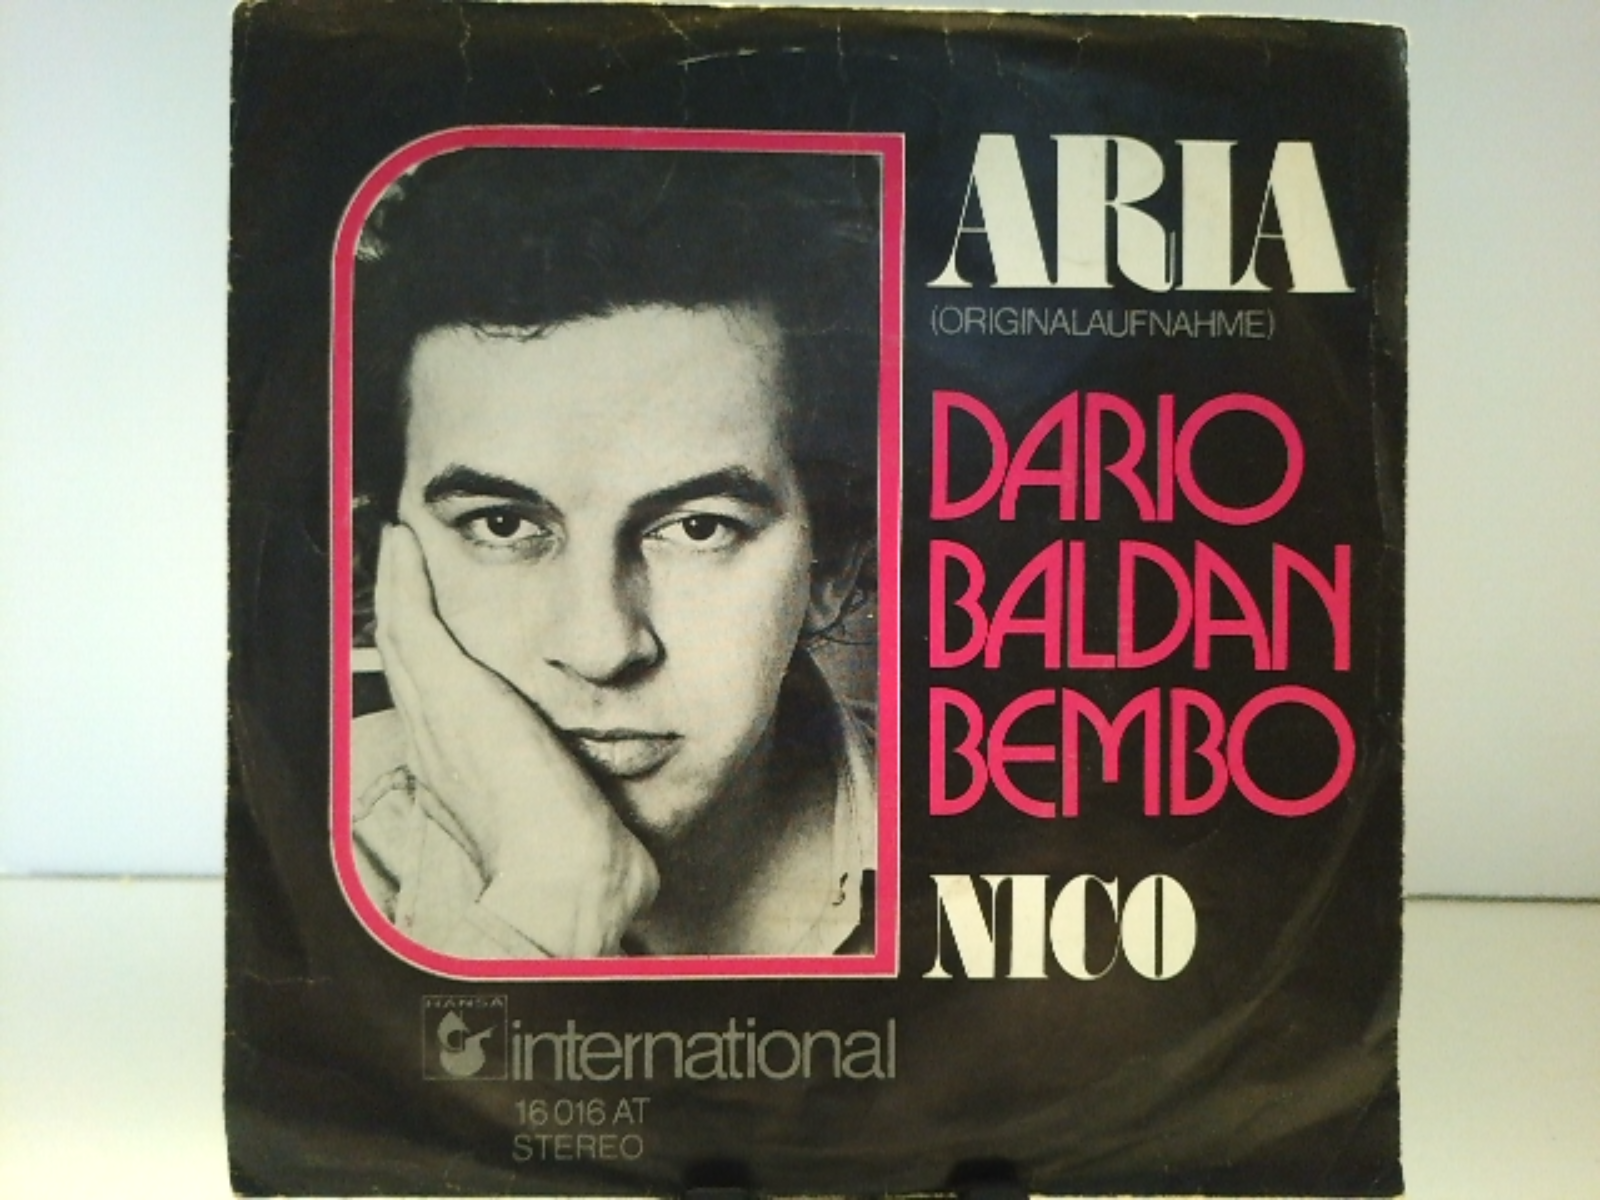 ARIA
(ORIGINALAUFNAHME)
DARIO
BALDAN
BEMBO
NICO
HANSA
international
16 016 AT
STEREO